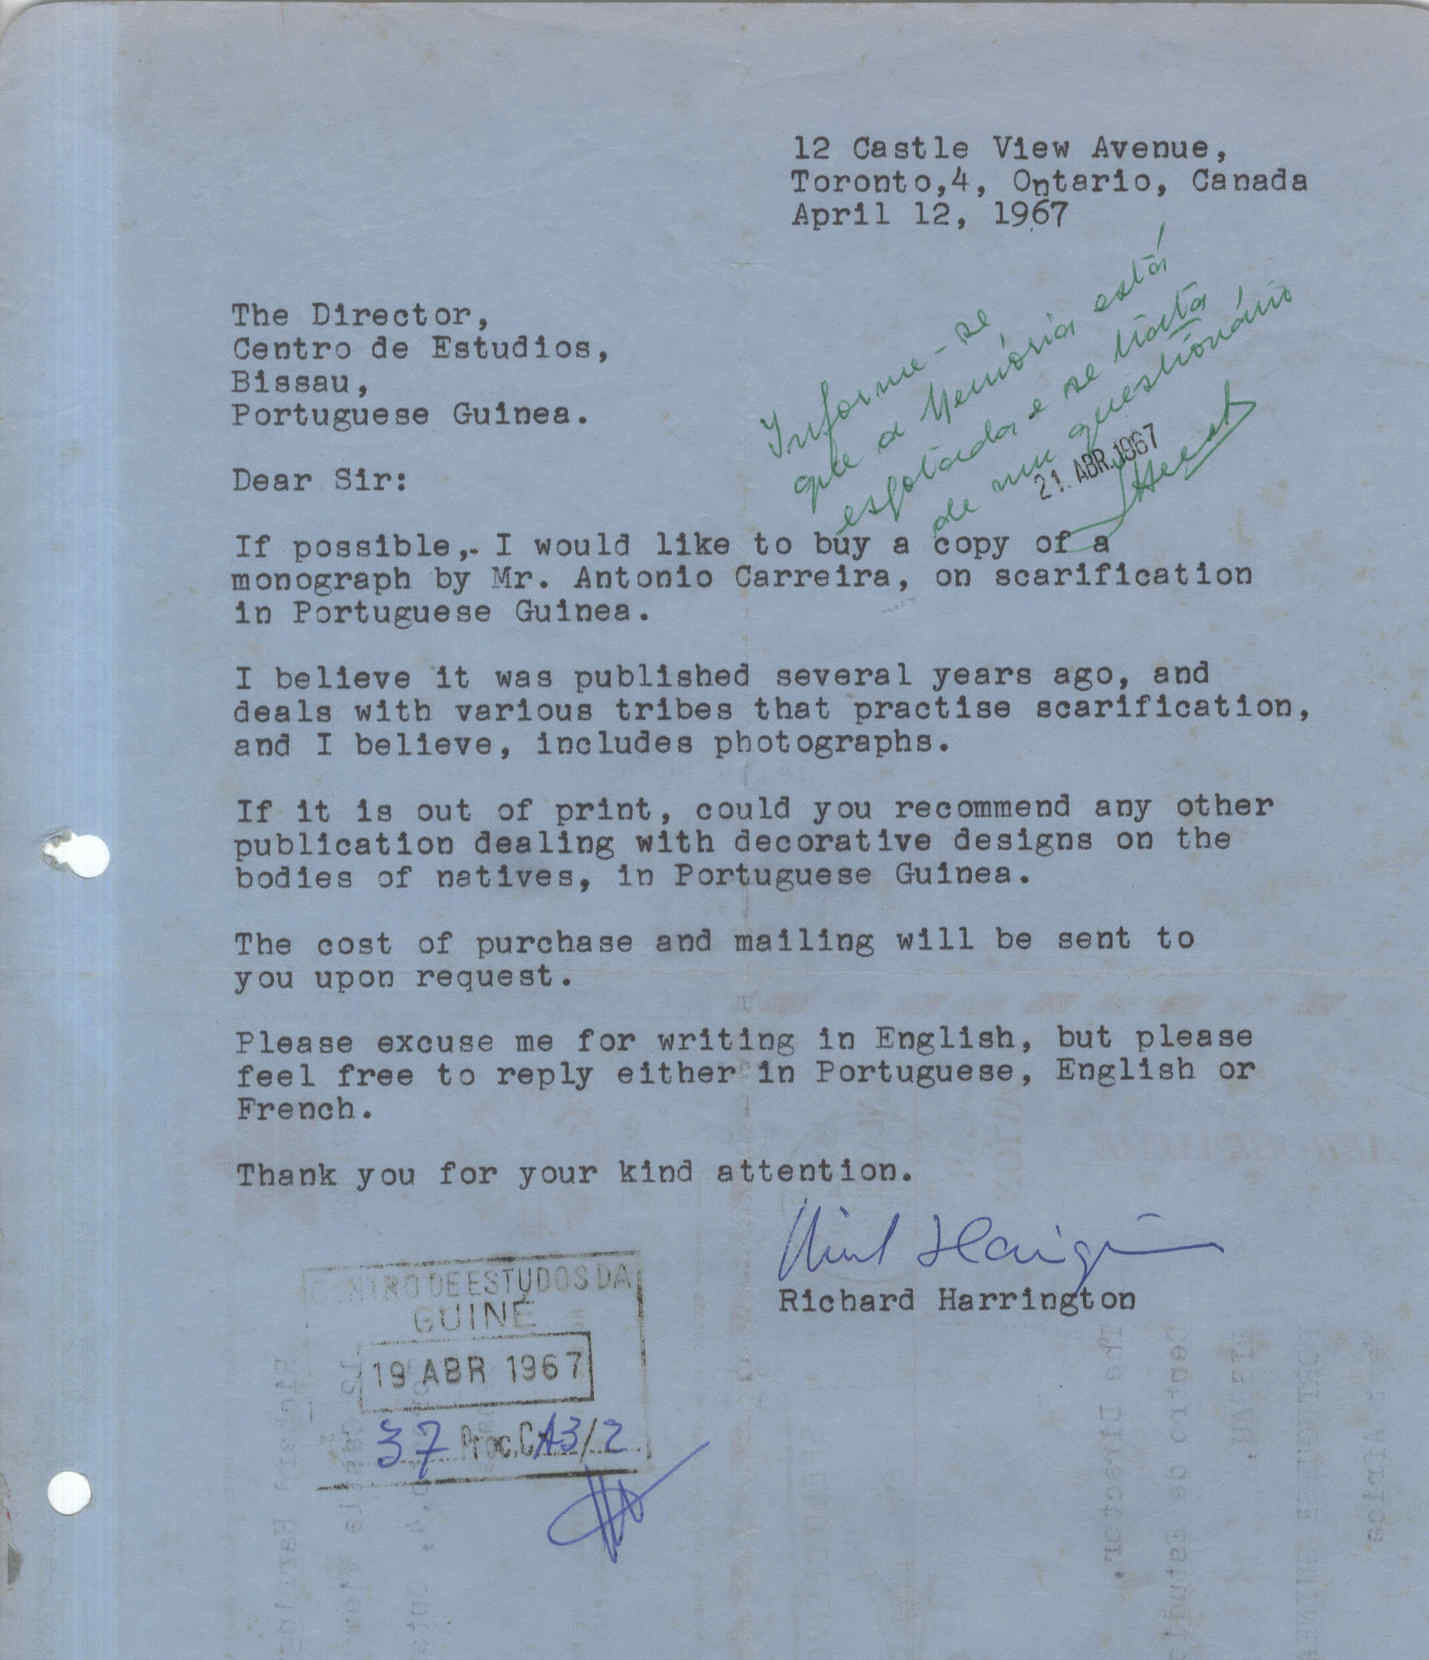 12 Castle View Avenue,
Toronto,4, Ontario, Canada
April 12, 1967
Informe-se
que a Memória está
esgotada e se trata
de um questionário
21. ABR. 1967
The Director,
Centro de Estudios,
Bissau,
Portuguese Guinea.
Dear Sir:
If possible,- I would like to buy a copy of a
monograph by Mr. Antonio Carreira, on scarification
in Portuguese Guinea.
I believe it was published several years ago, and
deals with various tribes that practise scarification,
and I believe, includes photographs.
If it is out of print, could you recommend any other
publication dealing with decorative designs on the
bodies of natives, in Portuguese Guinea.
The cost of purchase and mailing will be sent to
you upon request.
Please excuse me for writing in English, but please
feel free to reply either in Portuguese, English or
French.
Thank you for your kind attention.
Richard Harrington
CENTRO DE ESTUDOS DA
GUINÉ
19 ABR 1967
37 Proc. CA3/2